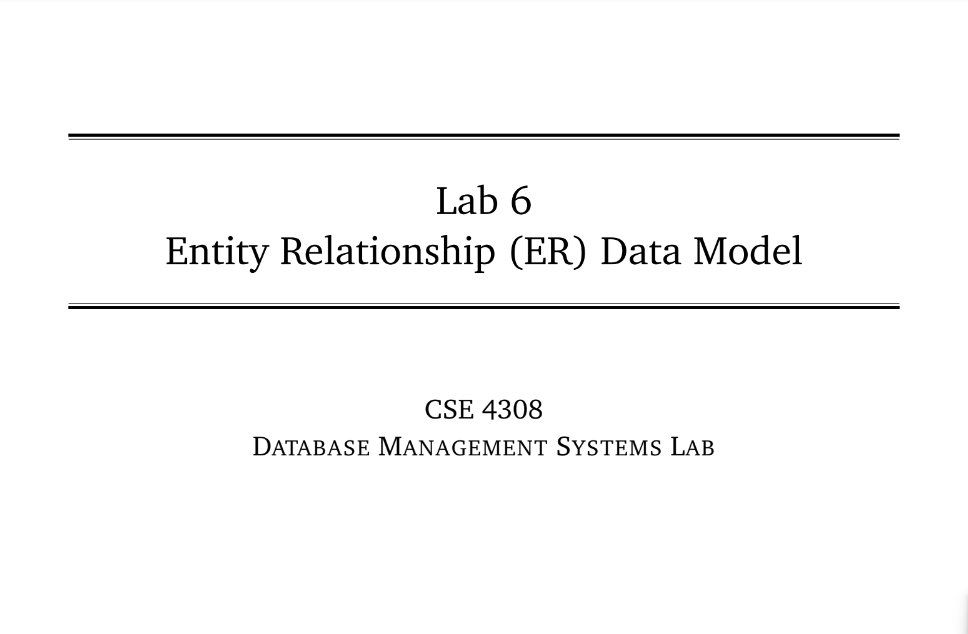 Lab 6
Entity Relationship (ER) Data Model
CSE 4308
Database Management Systems Lab